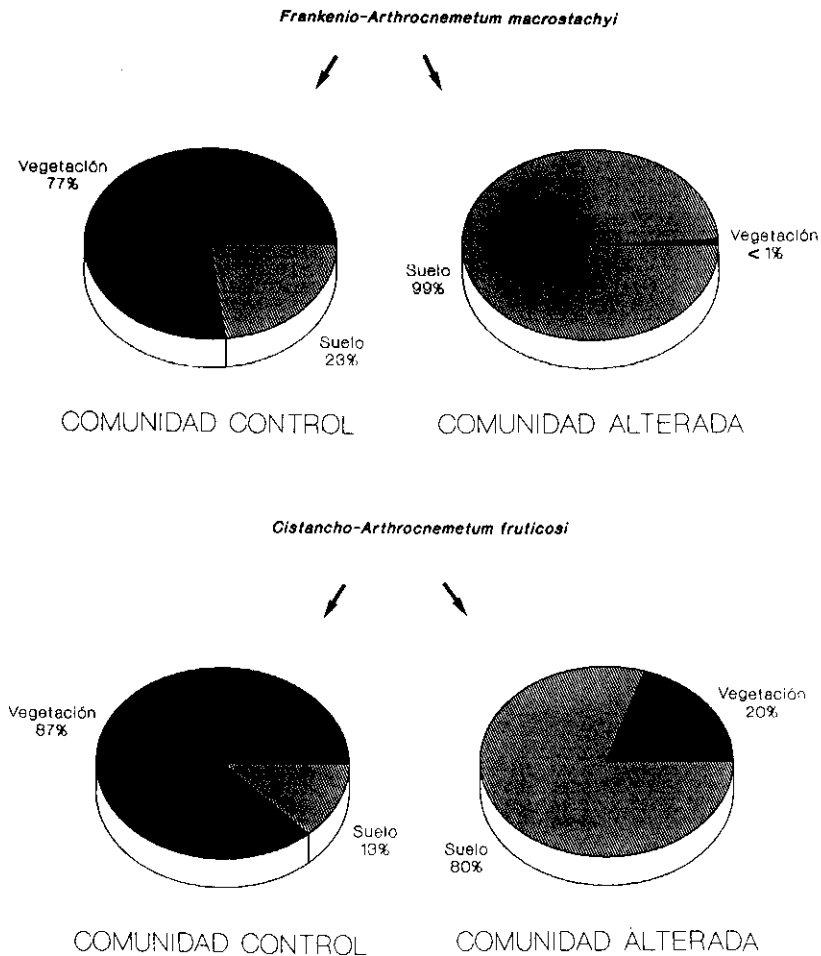 Frankenio-Arthrocnemetum macrostachyi
Vegetación
77%
Suelo
23%
Suelo
99%
Vegetación
< 1%
COMUNIDAD CONTROL
COMUNIDAD ALTERADA
Cistancho-Arthrocnemetum fruticosi
Vegetación
87%
Suelo
13%
Vegetación
20%
Suelo
80%
COMUNIDAD CONTROL
COMUNIDAD ALTERADA